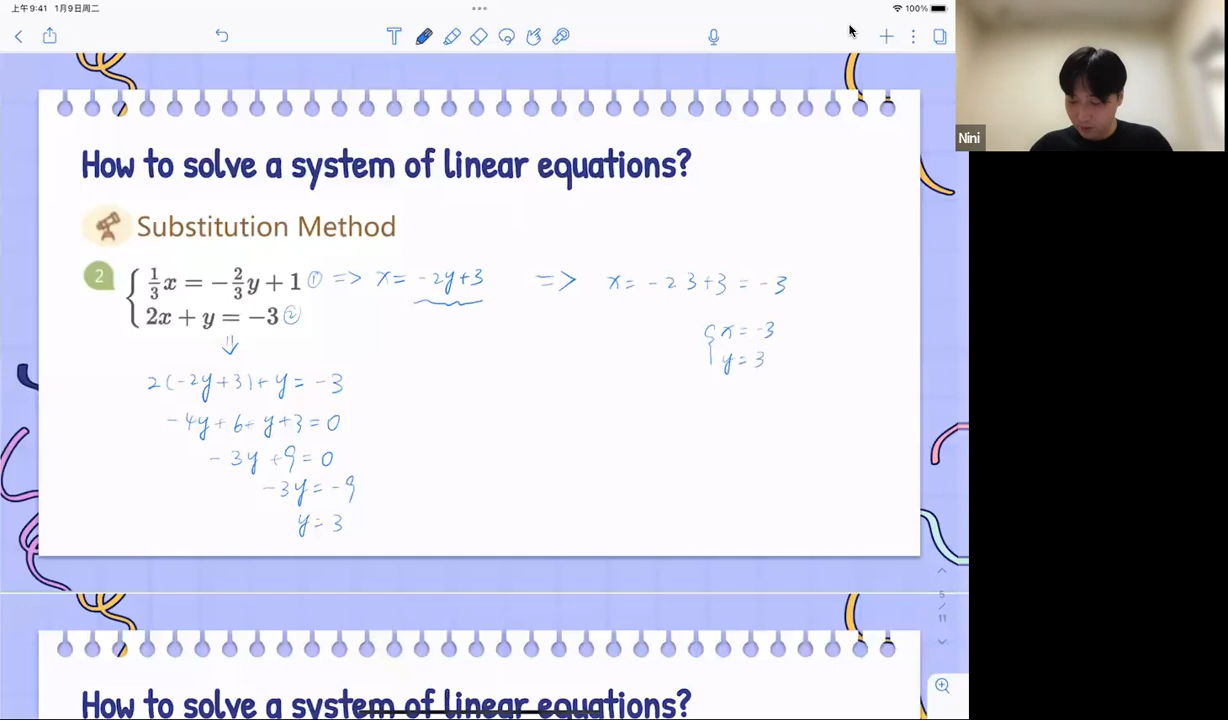 上午9:41 1月9日周二
100%
How to solve a system of linear equations?
Substitution Method
2
1/3x = -2/3y + 1 ① => x = -2y+3 => x = -2 3+3 = -3
2x + y = -3 ②
x = -3
y = 3
⇓
2(-2y+3)+y = -3
-4y+6+y+3=0
-3y+9=0
-3y=-9
y=3
5
/
11
How to solve a system of linear equations?
Nini